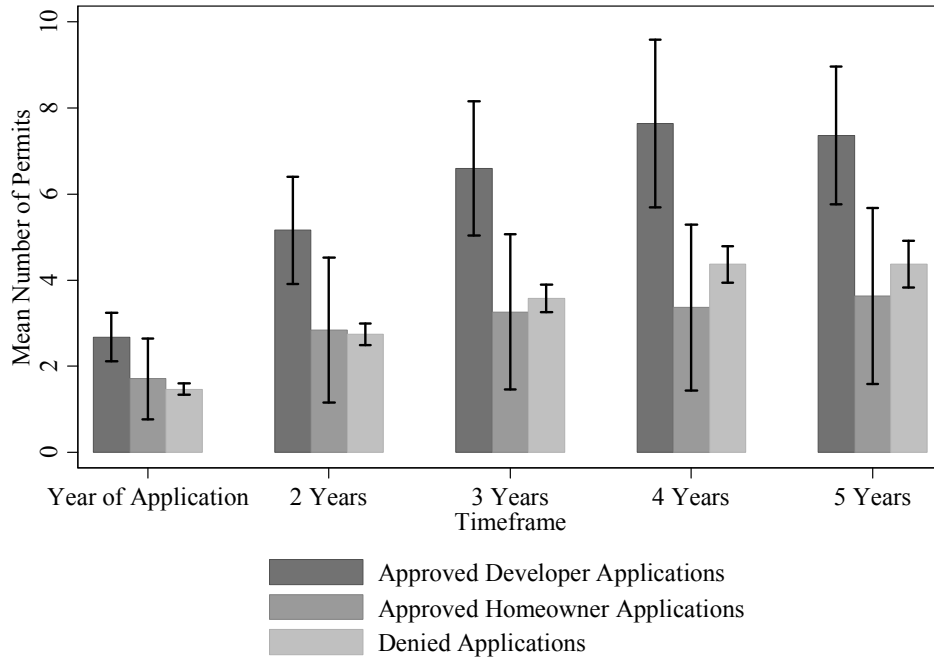 10
8
6
4
2
0
Mean Number of Permits
Year of Application 2 Years 3 Years 4 Years 5 Years
Timeframe
Approved Developer Applications
Approved Homeowner Applications
Denied Applications